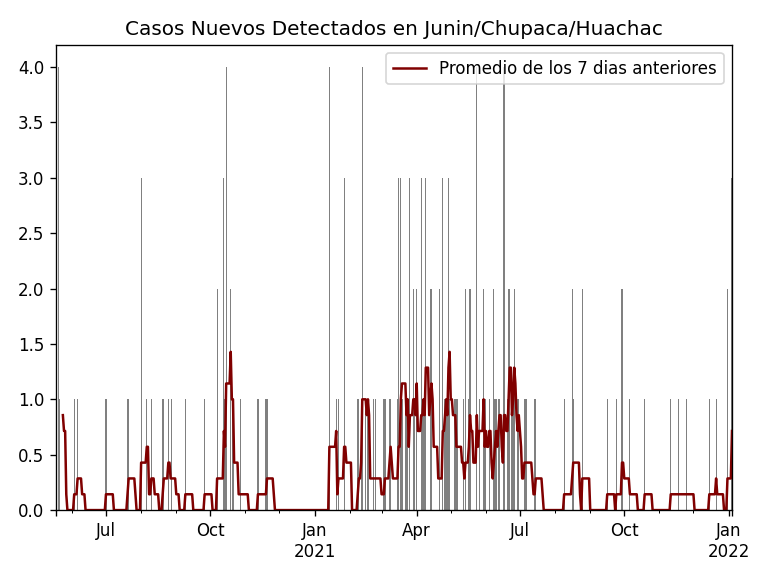 Casos Nuevos Detectados en Junin/Chupaca/Huachac
Promedio de los 7 dias anteriores
4.0
3.5
3.0
2.5
2.0
1.5
1.0
0.5
0.0
Jul
Oct
Jan
2021
Apr
Jul
Oct
Jan
2022